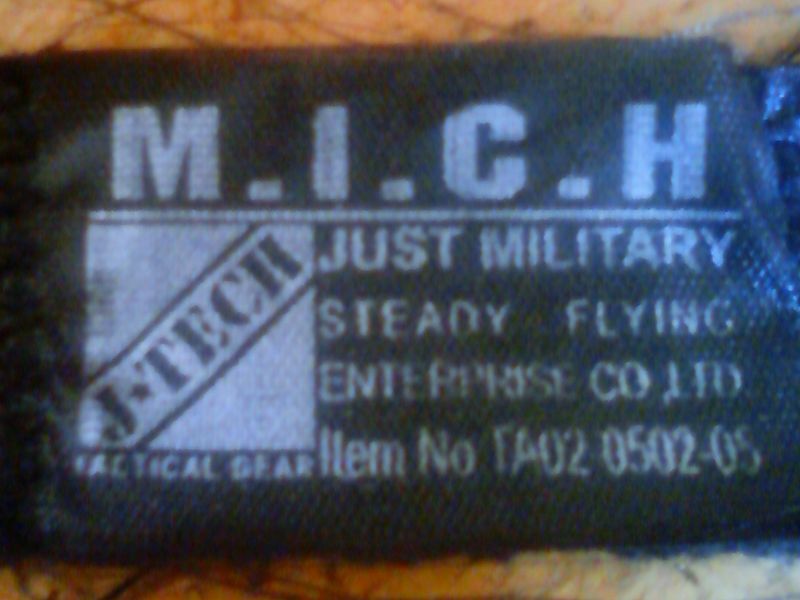 M.I.C.H
JUST MILITARY
STEADY FLYING
ENTERPRISE CO.,LTD
Item No TA02 0502-05
J★TECH
TACTICAL GEAR